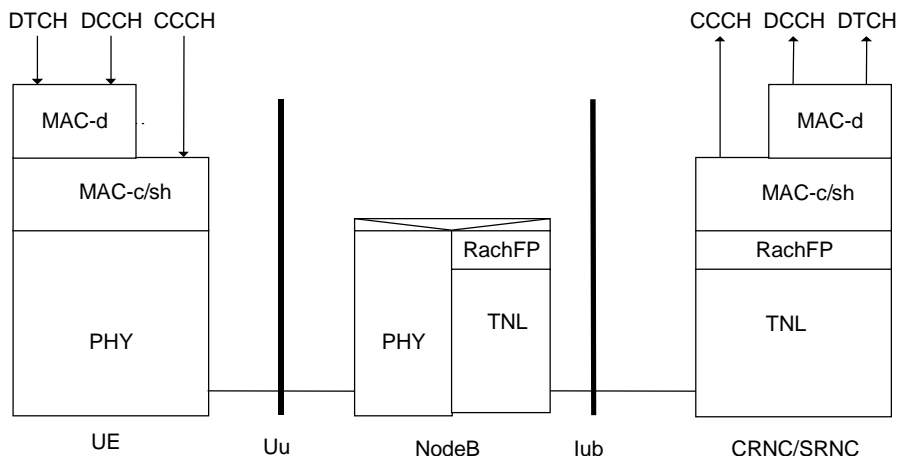 DTCH DCCH CCCH
CCCH DCCH DTCH
MAC-d
MAC-d
MAC-c/sh
MAC-c/sh
RachFP
RachFP
PHY
PHY
TNL
TNL
UE
Uu
NodeB
Iub
CRNC/SRNC